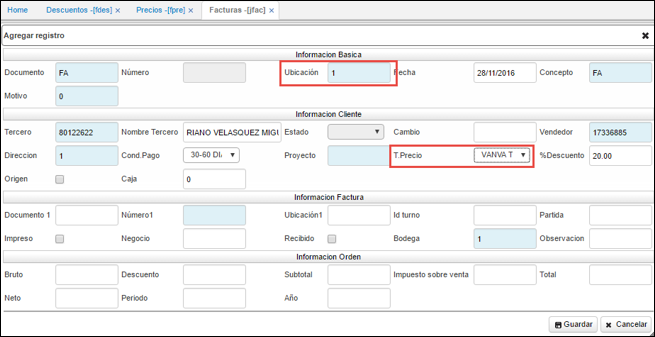 Home Descuentos -[fdes] × Precios -[fpre] × Facturas -[jfac] ×
Agregar registro ✖
Informacion Basica
Documento FA Número Ubicación 1 Fecha 28/11/2016 Concepto FA
Motivo 0
Informacion Cliente
Tercero 80122622 Nombre Tercero RIANO VELASQUEZ MIGU Estado Cambio Vendedor 17336885
Direccion 1 Cond.Pago 30-60 DI Proyecto T.Precio VANVA T %Descuento 20.00
Origen Caja 0
Informacion Factura
Documento 1 Número1 Ubicación1 Id turno Partida
Impreso Negocio Recibido Bodega 1 Observacion
Informacion Orden
Bruto Descuento Subtotal Impuesto sobre venta Total
Neto Periodo Año
Guardar ✖ Cancelar